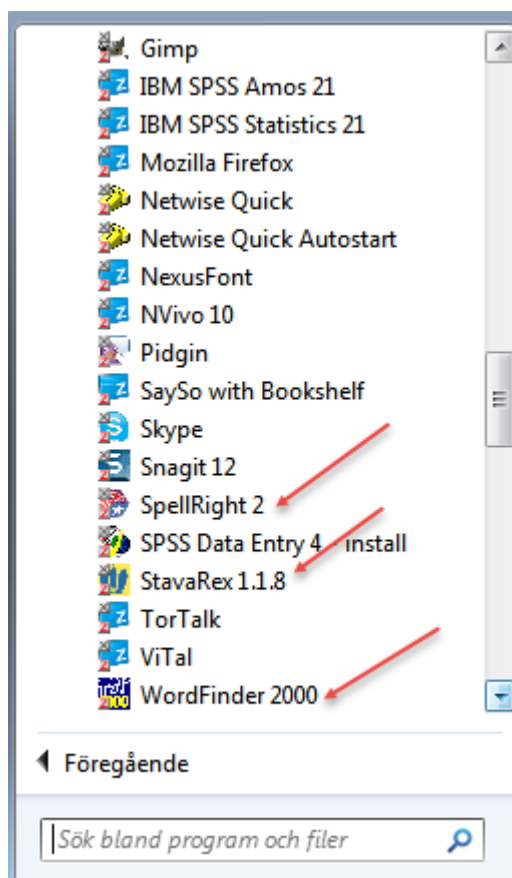 Gimp
IBM SPSS Amos 21
IBM SPSS Statistics 21
Mozilla Firefox
Netwise Quick
Netwise Quick Autostart
NexusFont
NVivo 10
Pidgin
SaySo with Bookshelf
Skype
Snagit 12
SpellRight 2
SPSS Data Entry 4 - install
StavaRex 1.1.8
TorTalk
ViTal
WordFinder 2000
Föregående
Sök bland program och filer